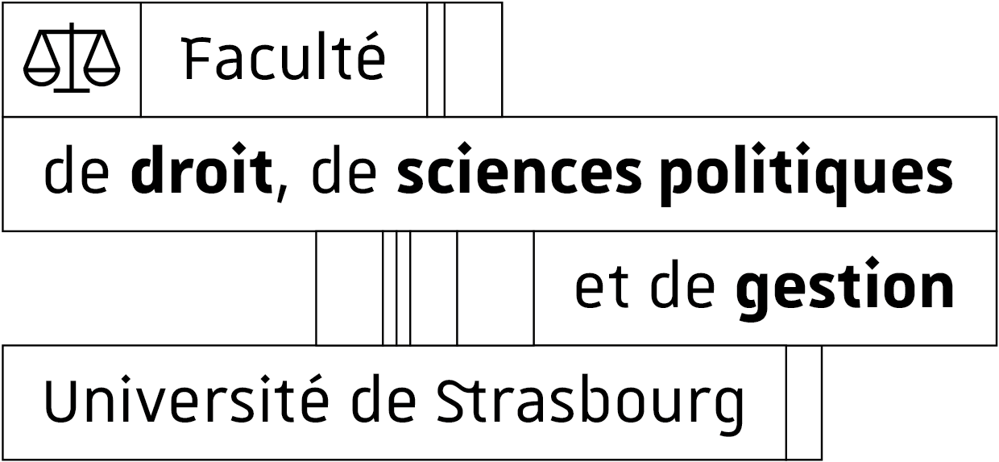 Faculté
de droit, de sciences politiques
et de gestion
Université de Strasbourg